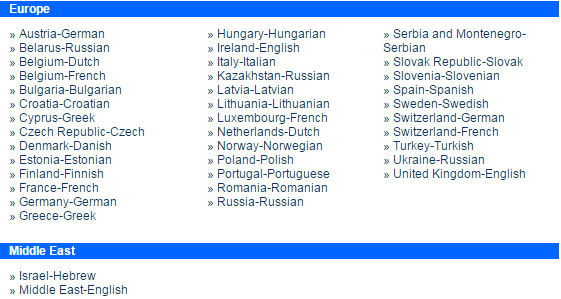 Europe
» Austria-German
» Belarus-Russian
» Belgium-Dutch
» Belgium-French
» Bulgaria-Bulgarian
» Croatia-Croatian
» Cyprus-Greek
» Czech Republic-Czech
» Denmark-Danish
» Estonia-Estonian
» Finland-Finnish
» France-French
» Germany-German
» Greece-Greek
» Hungary-Hungarian
» Ireland-English
» Italy-Italian
» Kazakhstan-Russian
» Latvia-Latvian
» Lithuania-Lithuanian
» Luxembourg-French
» Netherlands-Dutch
» Norway-Norwegian
» Poland-Polish
» Portugal-Portuguese
» Romania-Romanian
» Russia-Russian
» Serbia and Montenegro-
Serbian
» Slovak Republic-Slovak
» Slovenia-Slovenian
» Spain-Spanish
» Sweden-Swedish
» Switzerland-German
» Switzerland-French
» Turkey-Turkish
» Ukraine-Russian
» United Kingdom-English
Middle East
» Israel-Hebrew
» Middle East-English